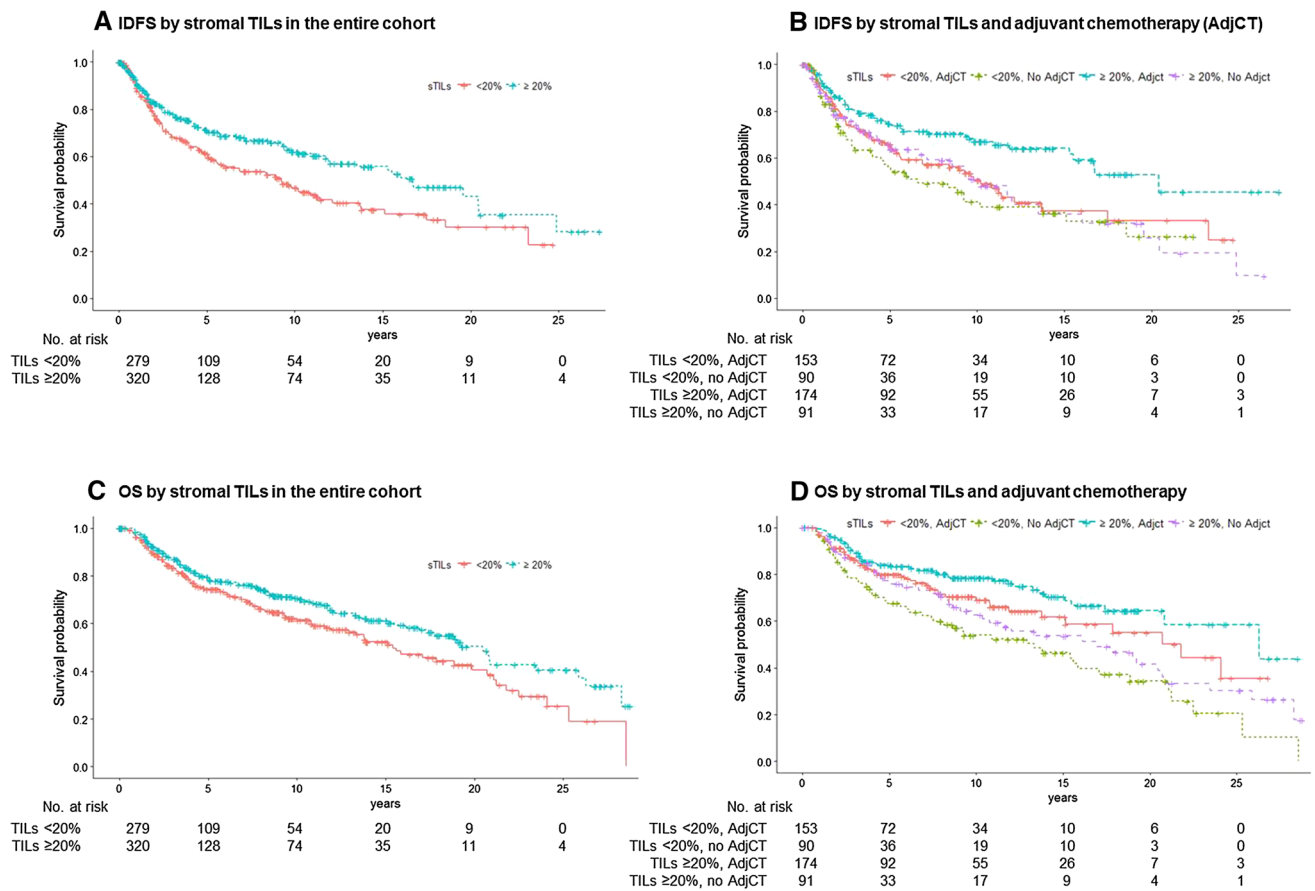 A IDFS by stromal TILs in the entire cohort
sTILs <20% ≥ 20%
Survival probability
1.0
0.8
0.6
0.4
0.2
0.0
0 5 10 15 20 25
years
No. at risk
TILs <20% 279 109 54 20 9 0
TILs ≥20% 320 128 74 35 11 4
B IDFS by stromal TILs and adjuvant chemotherapy (AdjCT)
sTILs <20%, AdjCT <20%, No AdjCT ≥ 20%, Adjct ≥ 20%, No Adjct
Survival probability
1.0
0.8
0.6
0.4
0.2
0.0
0 5 10 15 20 25
years
No. at risk
TILs <20%, AdjCT 153 72 34 10 6 0
TILs <20%, no AdjCT 90 36 19 10 3 0
TILs ≥20%, AdjCT 174 92 55 26 7 3
TILs ≥20%, no AdjCT 91 33 17 9 4 1
C OS by stromal TILs in the entire cohort
sTILs <20% ≥ 20%
Survival probability
1.0
0.8
0.6
0.4
0.2
0.0
0 5 10 15 20 25
years
No. at risk
TILs <20% 279 109 54 20 9 0
TILs ≥20% 320 128 74 35 11 4
D OS by stromal TILs and adjuvant chemotherapy
sTILs <20%, AdjCT <20%, No AdjCT ≥ 20%, Adjct ≥ 20%, No Adjct
Survival probability
1.0
0.8
0.6
0.4
0.2
0.0
0 5 10 15 20 25
years
No. at risk
TILs <20%, AdjCT 153 72 34 10 6 0
TILs <20%, no AdjCT 90 36 19 10 3 0
TILs ≥20%, AdjCT 174 92 55 26 7 3
TILs ≥20%, no AdjCT 91 33 17 9 4 1